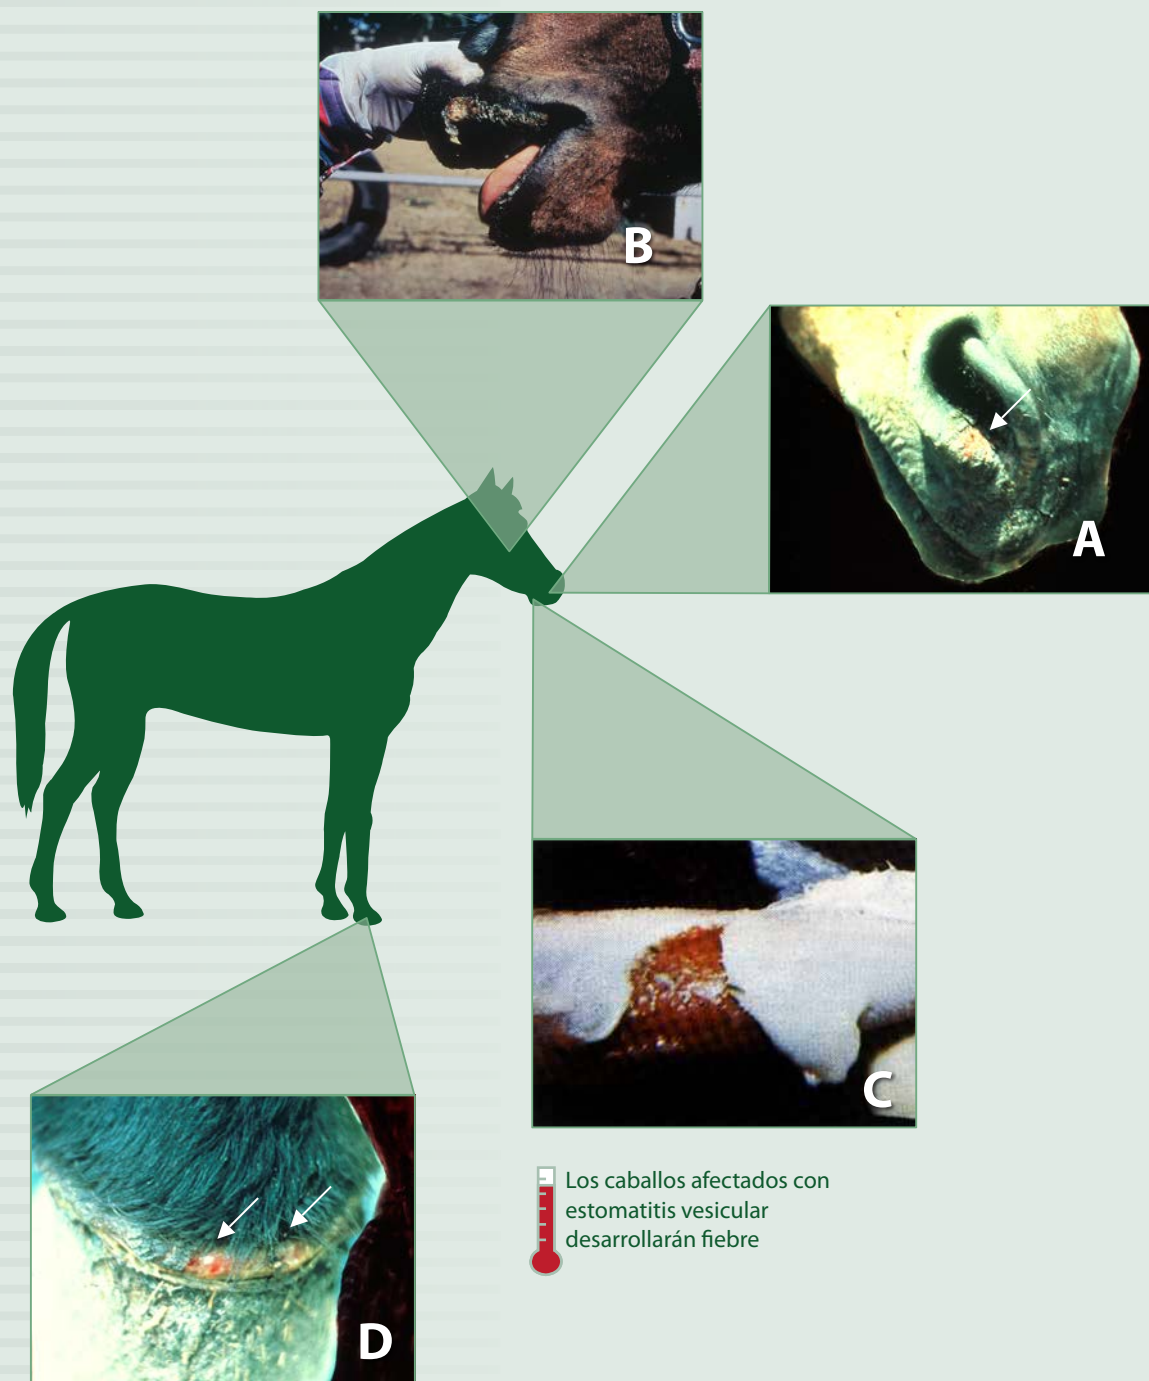 B
A
C
Los caballos afectados con
estomatitis vesicular
desarrollarán fiebre
D